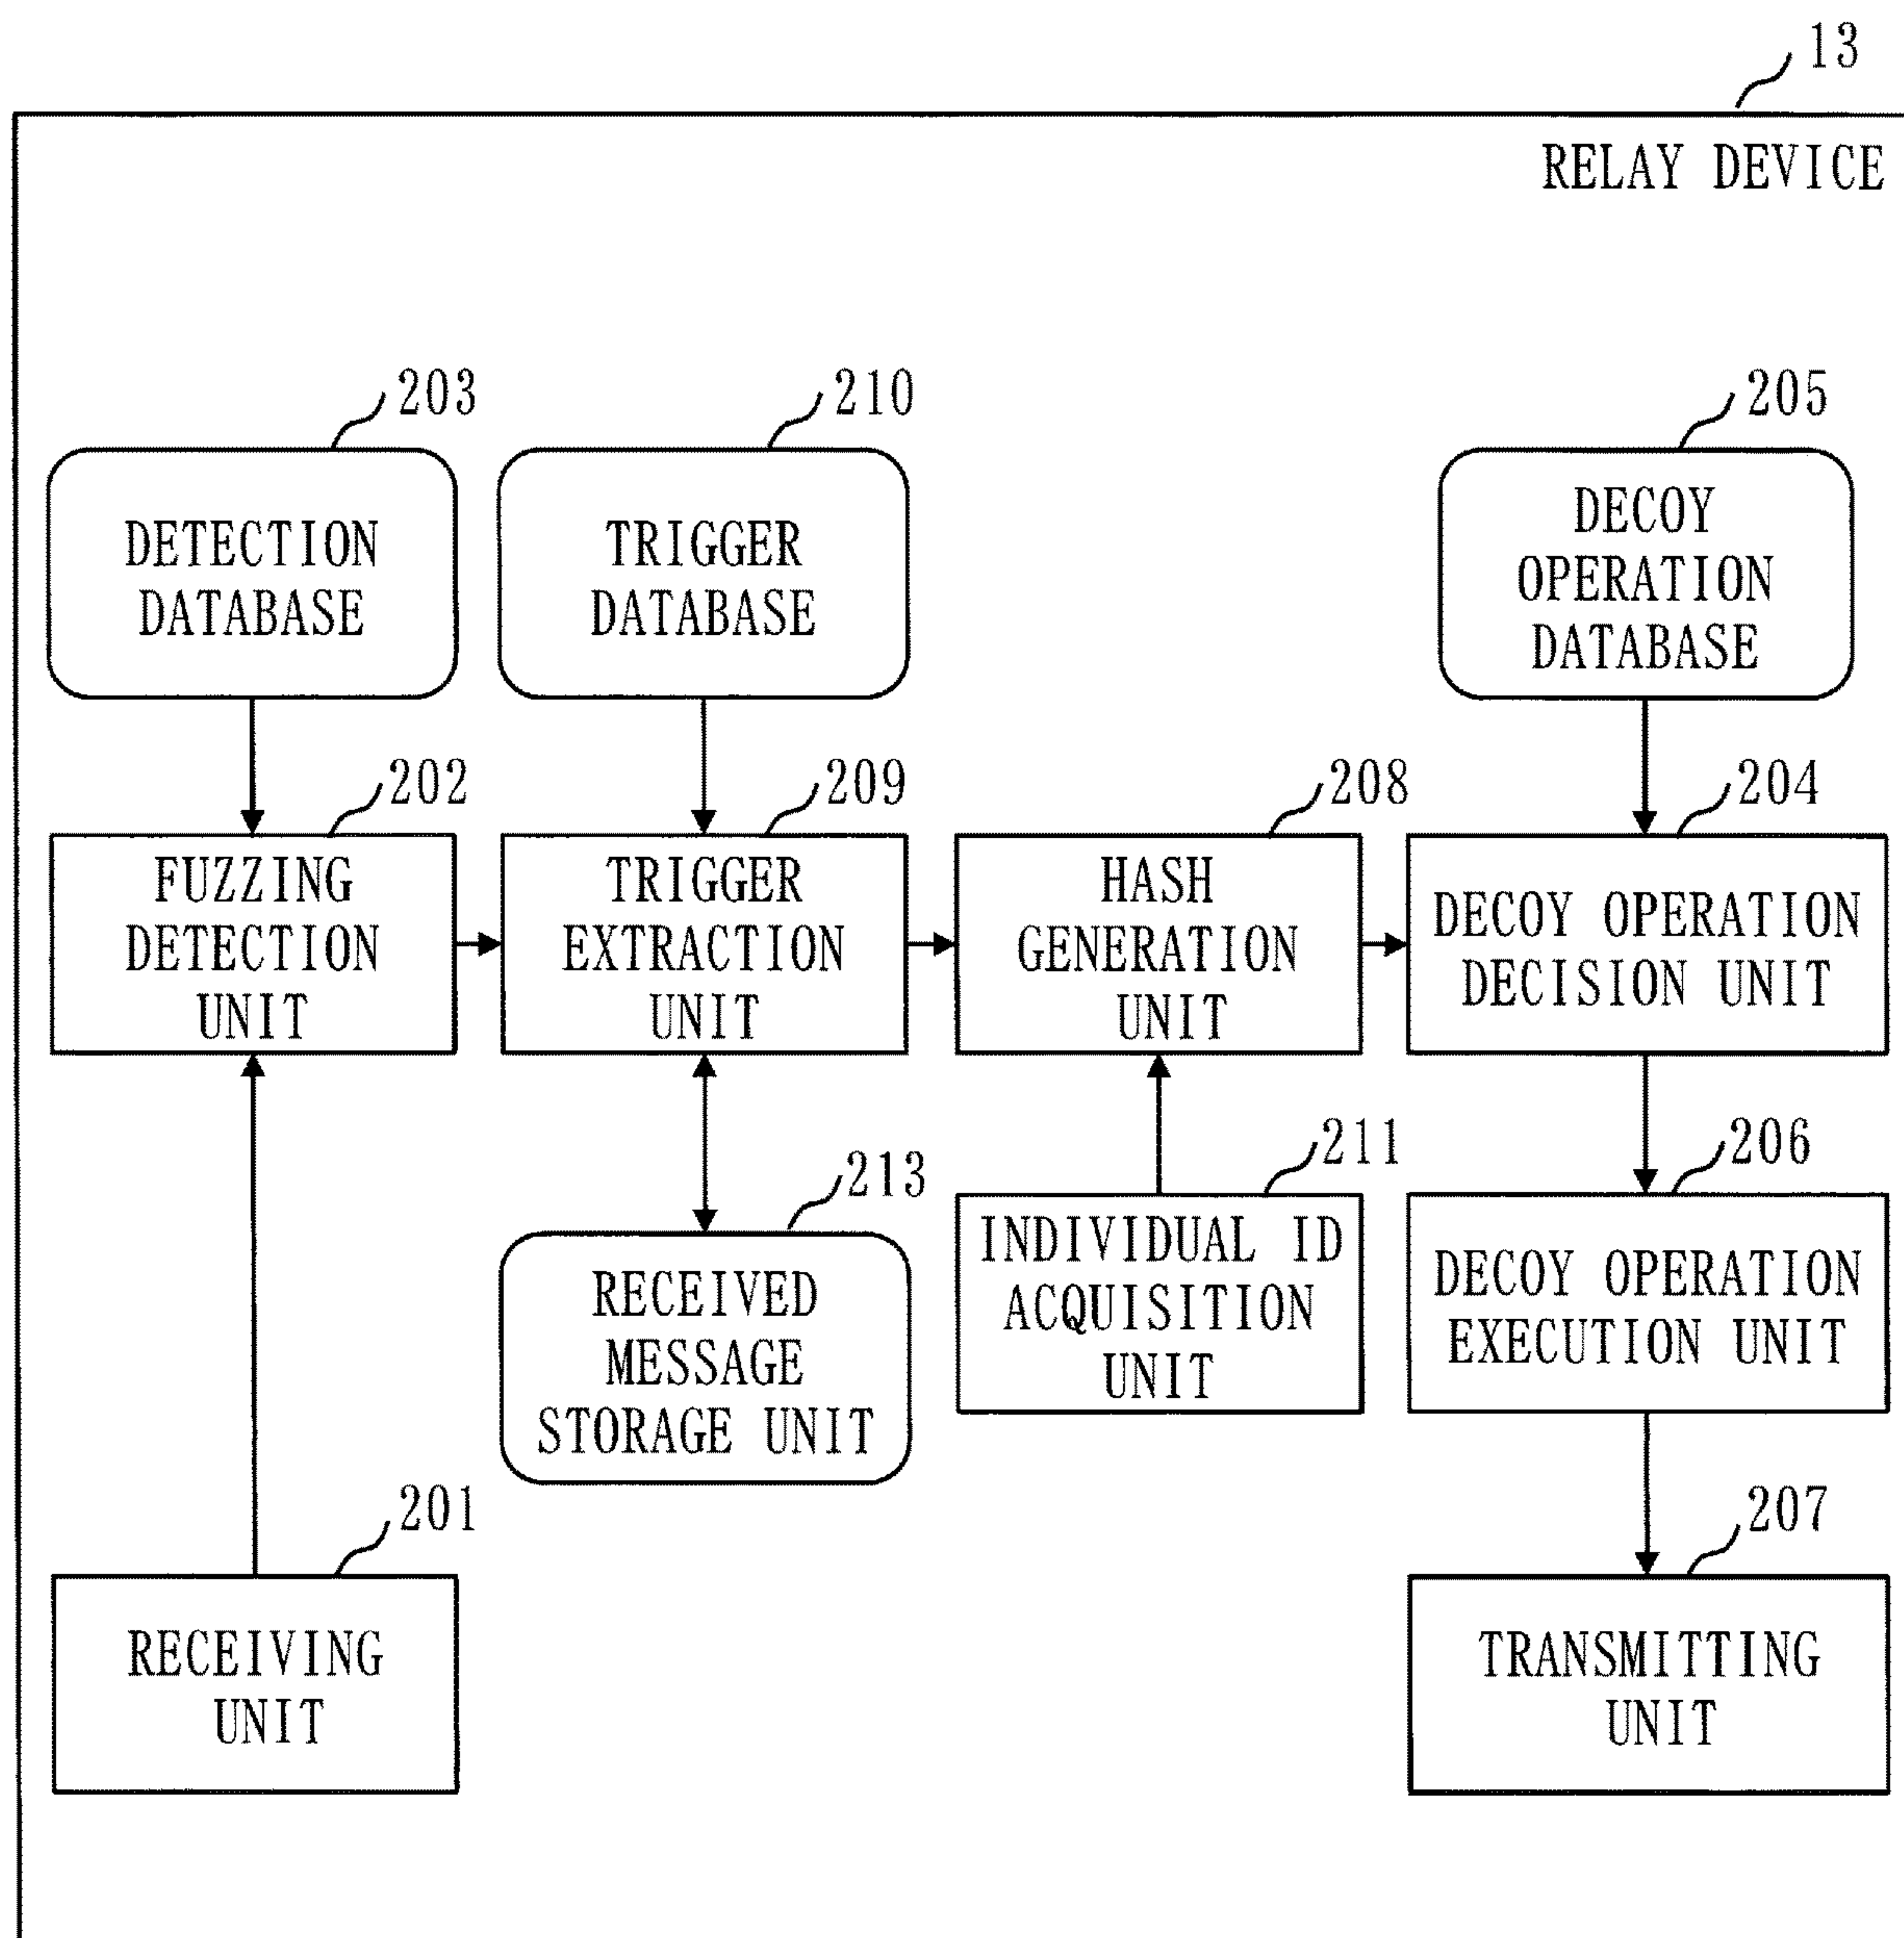 13
RELAY DEVICE
203
210
205
DETECTION
DATABASE
TRIGGER
DATABASE
DECOY
OPERATION
DATABASE
202
209
208
204
FUZZING
DETECTION
UNIT
TRIGGER
EXTRACTION
UNIT
HASH
GENERATION
UNIT
DECOY OPERATION
DECISION UNIT
213
211
206
RECEIVED
MESSAGE
STORAGE UNIT
INDIVIDUAL ID
ACQUISITION
UNIT
DECOY OPERATION
EXECUTION UNIT
201
207
RECEIVING
UNIT
TRANSMITTING
UNIT